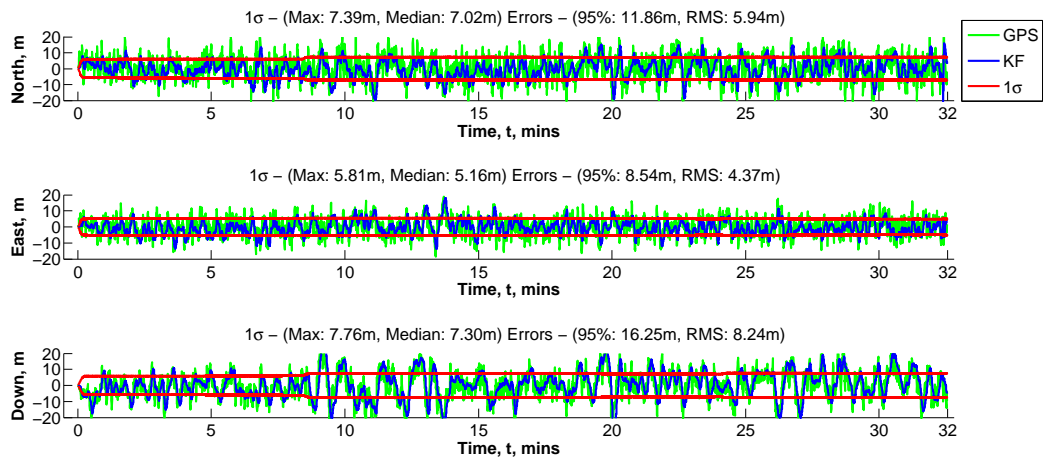 1σ – (Max: 7.39m, Median: 7.02m) Errors – (95%: 11.86m, RMS: 5.94m)
GPS
KF
1σ
North, m
20
10
0
−10
−20
0 5 10 15 20 25 30 32
Time, t, mins
1σ – (Max: 5.81m, Median: 5.16m) Errors – (95%: 8.54m, RMS: 4.37m)
East, m
20
10
0
−10
−20
0 5 10 15 20 25 30 32
Time, t, mins
1σ – (Max: 7.76m, Median: 7.30m) Errors – (95%: 16.25m, RMS: 8.24m)
Down, m
20
10
0
−10
−20
0 5 10 15 20 25 30 32
Time, t, mins